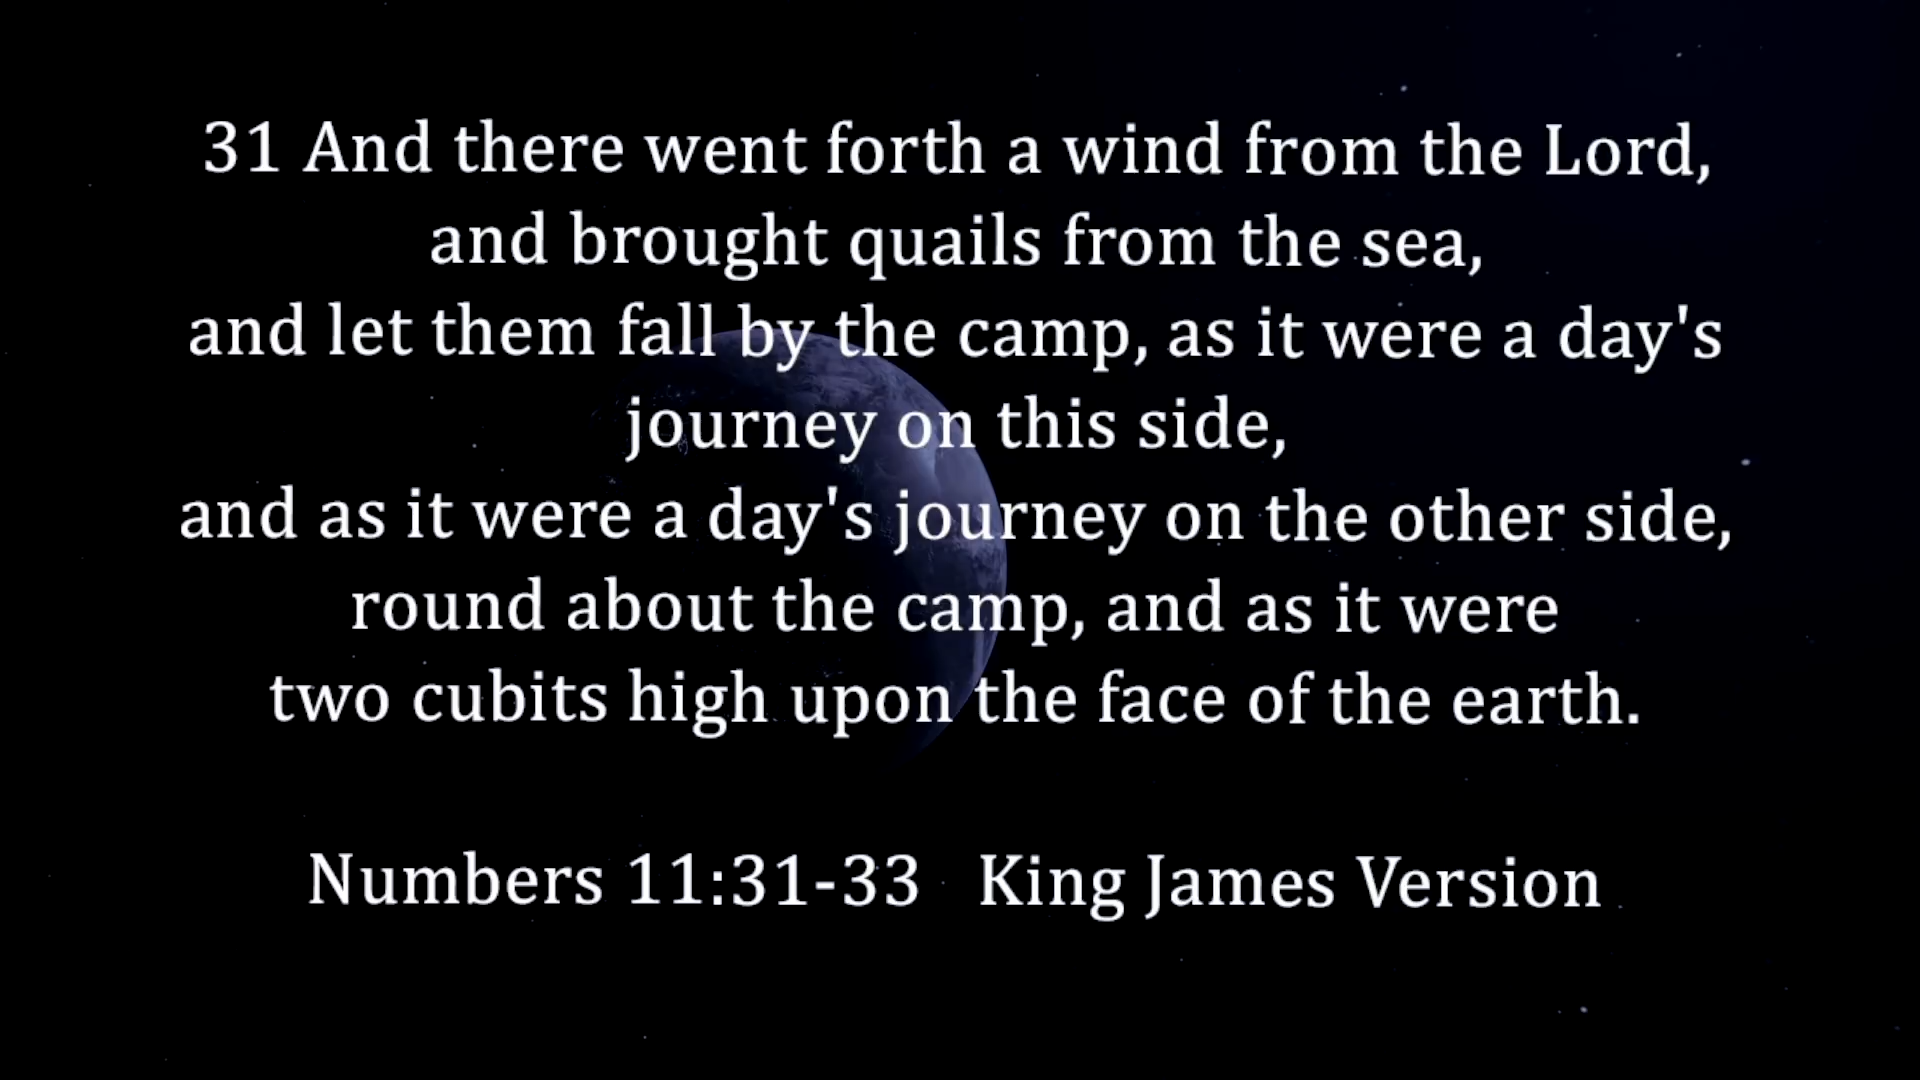 31 And there went forth a wind from the Lord,
and brought quails from the sea,
and let them fall by the camp, as it were a day's
journey on this side,
and as it were a day's journey on the other side,
round about the camp, and as it were
two cubits high upon the face of the earth.
Numbers 11:31-33 King James Version